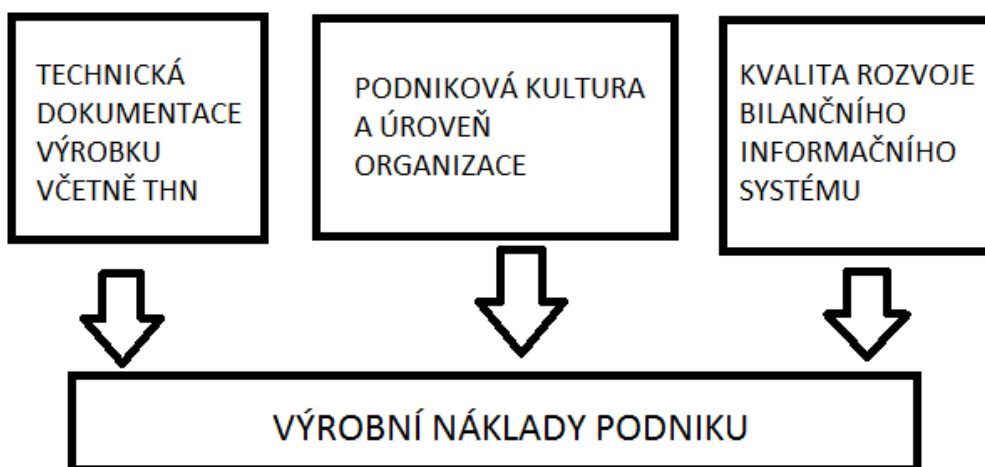 TECHNICKÁ
DOKUMENTACE
VÝROBKU
VČETNĚ THN
PODNIKOVÁ KULTURA
A ÚROVEŇ
ORGANIZACE
KVALITA ROZVOJE
BILANČNÍHO
INFORMAČNÍHO
SYSTÉMU
VÝROBNÍ NÁKLADY PODNIKU